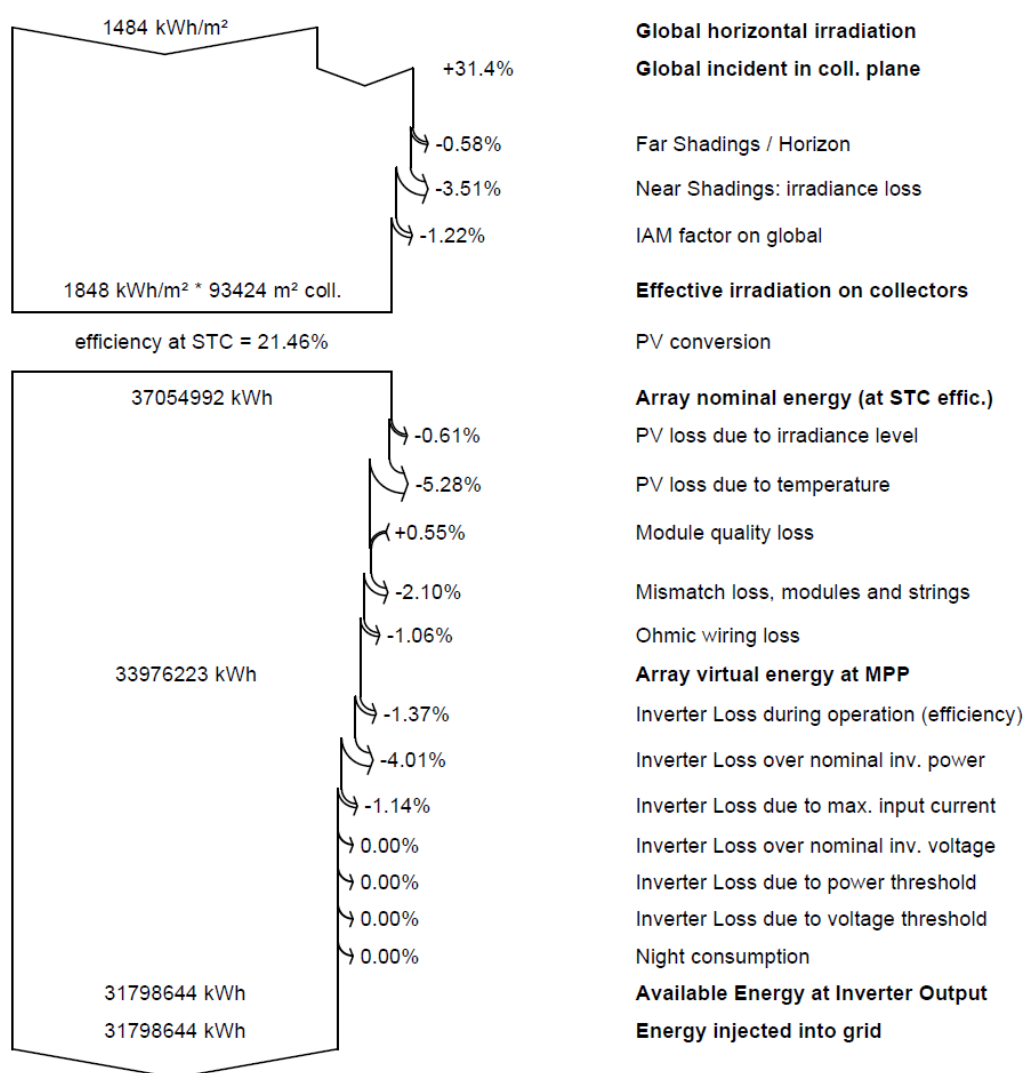 1484 kWh/m² Global horizontal irradiation
+31.4% Global incident in coll. plane
-0.58% Far Shadings / Horizon
-3.51% Near Shadings: irradiance loss
-1.22% IAM factor on global
1848 kWh/m² * 93424 m² coll. Effective irradiation on collectors
efficiency at STC = 21.46% PV conversion
37054992 kWh Array nominal energy (at STC effic.)
-0.61% PV loss due to irradiance level
-5.28% PV loss due to temperature
+0.55% Module quality loss
-2.10% Mismatch loss, modules and strings
-1.06% Ohmic wiring loss
33976223 kWh Array virtual energy at MPP
-1.37% Inverter Loss during operation (efficiency)
-4.01% Inverter Loss over nominal inv. power
-1.14% Inverter Loss due to max. input current
0.00% Inverter Loss over nominal inv. voltage
0.00% Inverter Loss due to power threshold
0.00% Inverter Loss due to voltage threshold
0.00% Night consumption
31798644 kWh Available Energy at Inverter Output
31798644 kWh Energy injected into grid